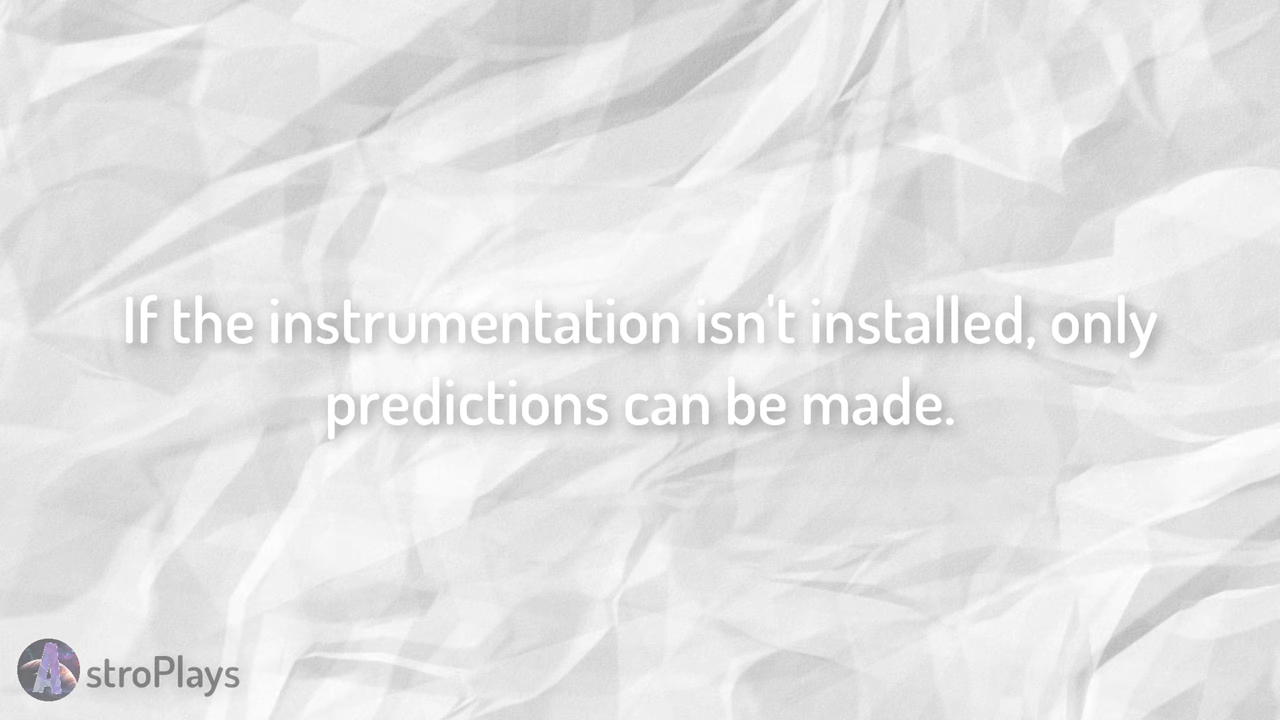 If the instrumentation isn't installed, only
predictions can be made.
AstroPlays